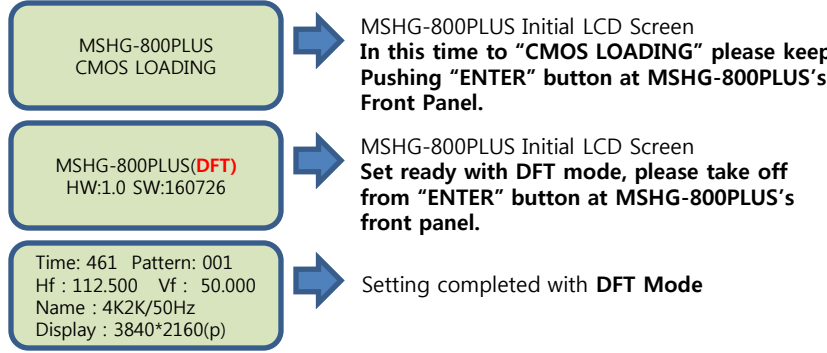 MSHG-800PLUS
CMOS LOADING
MSHG-800PLUS Initial LCD Screen
In this time to “CMOS LOADING” please keep
Pushing “ENTER” button at MSHG-800PLUS’s
Front Panel.
MSHG-800PLUS(DFT)
HW:1.0 SW:160726
MSHG-800PLUS Initial LCD Screen
Set ready with DFT mode, please take off
from “ENTER” button at MSHG-800PLUS’s
front panel.
Time: 461 Pattern: 001
Hf : 112.500 Vf : 50.000
Name : 4K2K/50Hz
Display : 3840*2160(p)
Setting completed with DFT Mode